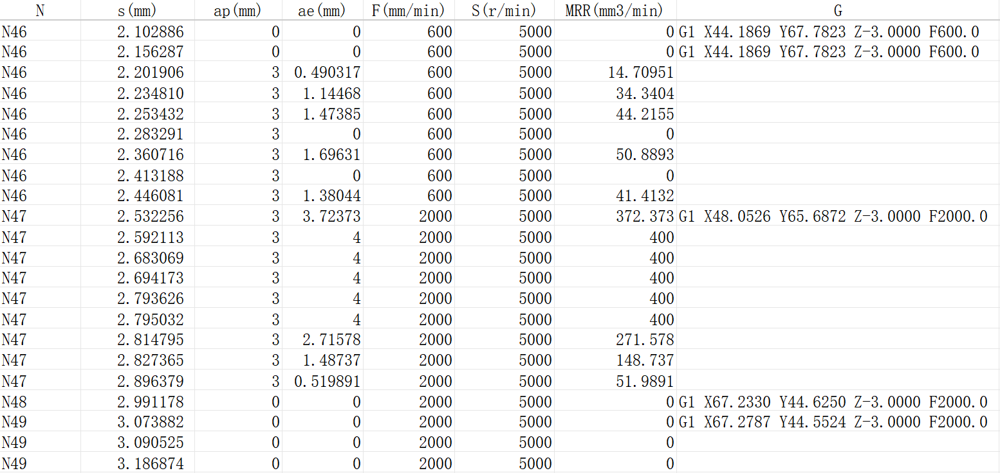 N s(mm) ap(mm) ae(mm) F(mm/min) S(r/min) MRR(mm3/min) G
N46 2.102886 0 0 600 5000 0 G1 X44.1869 Y67.7823 Z-3.0000 F600.0
N46 2.156287 0 0 600 5000 0 G1 X44.1869 Y67.7823 Z-3.0000 F600.0
N46 2.201906 3 0.490317 600 5000 14.70951
N46 2.234810 3 1.14468 600 5000 34.3404
N46 2.253432 3 1.47385 600 5000 44.2155
N46 2.283291 3 0 600 5000 0
N46 2.360716 3 1.69631 600 5000 50.8893
N46 2.413188 3 0 600 5000 0
N46 2.446081 3 1.38044 600 5000 41.4132
N47 2.532256 3 3.72373 2000 5000 372.373 G1 X48.0526 Y65.6872 Z-3.0000 F2000.0
N47 2.592113 3 4 2000 5000 400
N47 2.683069 3 4 2000 5000 400
N47 2.694173 3 4 2000 5000 400
N47 2.793626 3 4 2000 5000 400
N47 2.795032 3 4 2000 5000 400
N47 2.814795 3 2.71578 2000 5000 271.578
N47 2.827365 3 1.48737 2000 5000 148.737
N47 2.896379 3 0.519891 2000 5000 51.9891
N48 2.991178 0 0 2000 5000 0 G1 X67.2330 Y44.6250 Z-3.0000 F2000.0
N49 3.073882 0 0 2000 5000 0 G1 X67.2787 Y44.5524 Z-3.0000 F2000.0
N49 3.090525 0 0 2000 5000 0
N49 3.186874 0 0 2000 5000 0